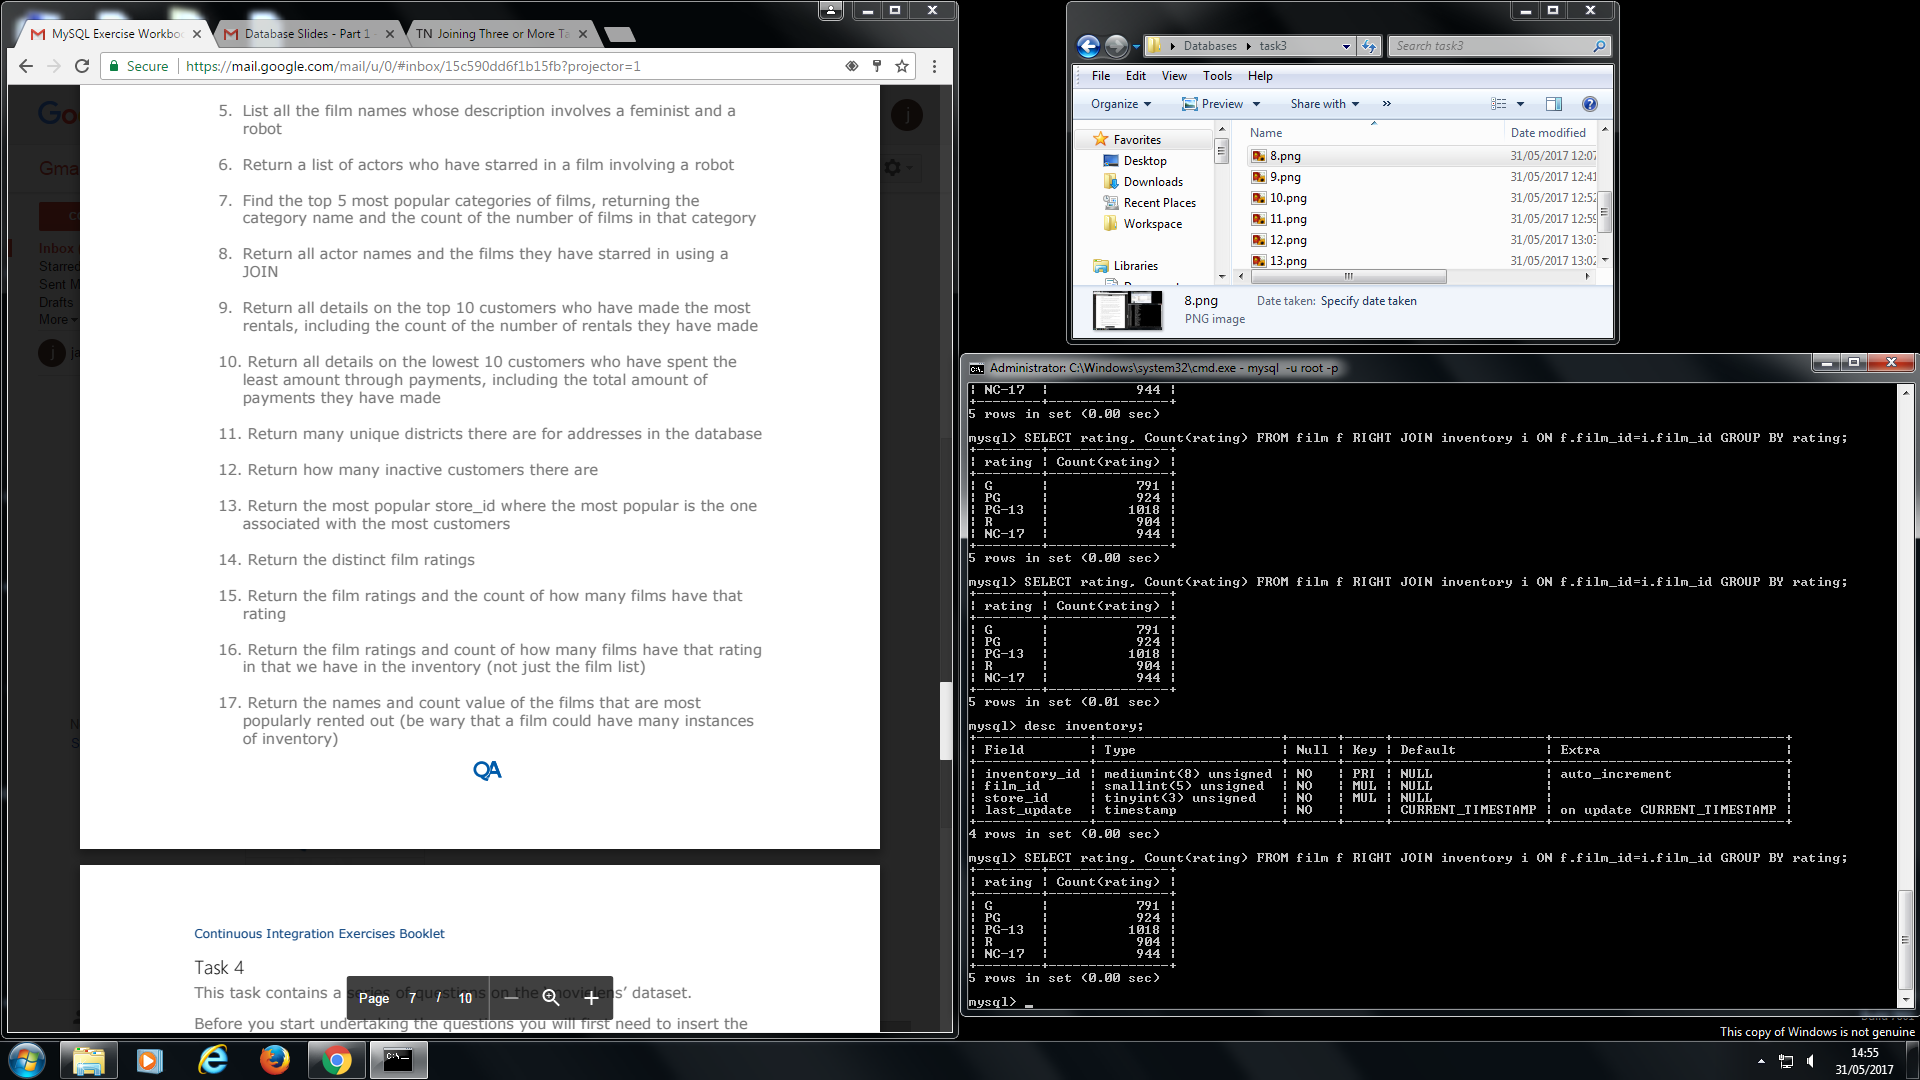 MySQL Exercise Workbo
Database Slides - Part 1
TN Joining Three or More Ta
Secure
https://mail.google.com/mail/u/0/#inbox/15c590dd6f1b15fb?projector=1
Go
j
Gma
C
Inbox
Starred
Sent M
Drafts
More
j
ja
5. List all the film names whose description involves a feminist and a
robot
6. Return a list of actors who have starred in a film involving a robot
7. Find the top 5 most popular categories of films, returning the
category name and the count of the number of films in that category
8. Return all actor names and the films they have starred in using a
JOIN
9. Return all details on the top 10 customers who have made the most
rentals, including the count of the number of rentals they have made
10. Return all details on the lowest 10 customers who have spent the
least amount through payments, including the total amount of
payments they have made
11. Return many unique districts there are for addresses in the database
12. Return how many inactive customers there are
13. Return the most popular store_id where the most popular is the one
associated with the most customers
14. Return the distinct film ratings
15. Return the film ratings and the count of how many films have that
rating
16. Return the film ratings and count of how many films have that rating
in that we have in the inventory (not just the film list)
17. Return the names and count value of the films that are most
popularly rented out (be wary that a film could have many instances
of inventory)
QA
Continuous Integration Exercises Booklet
Task 4
This task contains a series of questions on the 'movielens' dataset.
Page 7 / 10
Before you start undertaking the questions you will first need to insert the
Databases task3
Search task3
File Edit View Tools Help
Organize Preview Share with »
Favorites
Desktop
Downloads
Recent Places
Workspace
Libraries
Name Date modified
8.png 31/05/2017 12:07
9.png 31/05/2017 12:41
10.png 31/05/2017 12:52
11.png 31/05/2017 12:59
12.png 31/05/2017 13:03
13.png 31/05/2017 13:02
8.png Date taken: Specify date taken
PNG image
Administrator: C:\Windows\system32\cmd.exe - mysql -u root -p
| NC-17 | 944 |
5 rows in set (0.00 sec)
mysql> SELECT rating, Count(rating) FROM film f RIGHT JOIN inventory i ON f.film_id=i.film_id GROUP BY rating;
| rating | Count(rating) |
| G | 791 |
| PG | 924 |
| PG-13 | 1018 |
| R | 904 |
| NC-17 | 944 |
5 rows in set (0.00 sec)
mysql> SELECT rating, Count(rating) FROM film f RIGHT JOIN inventory i ON f.film_id=i.film_id GROUP BY rating;
| rating | Count(rating) |
| G | 791 |
| PG | 924 |
| PG-13 | 1018 |
| R | 904 |
| NC-17 | 944 |
5 rows in set (0.01 sec)
mysql> desc inventory;
| Field | Type | Null | Key | Default | Extra |
| inventory_id | mediumint(8) unsigned | NO | PRI | NULL | auto_increment |
| film_id | smallint(5) unsigned | NO | MUL | NULL | |
| store_id | tinyint(3) unsigned | NO | MUL | NULL | |
| last_update | timestamp | NO | | CURRENT_TIMESTAMP | on update CURRENT_TIMESTAMP |
4 rows in set (0.00 sec)
mysql> SELECT rating, Count(rating) FROM film f RIGHT JOIN inventory i ON f.film_id=i.film_id GROUP BY rating;
| rating | Count(rating) |
| G | 791 |
| PG | 924 |
| PG-13 | 1018 |
| R | 904 |
| NC-17 | 944 |
5 rows in set (0.00 sec)
mysql> _
This copy of Windows is not genuine
14:55
31/05/2017